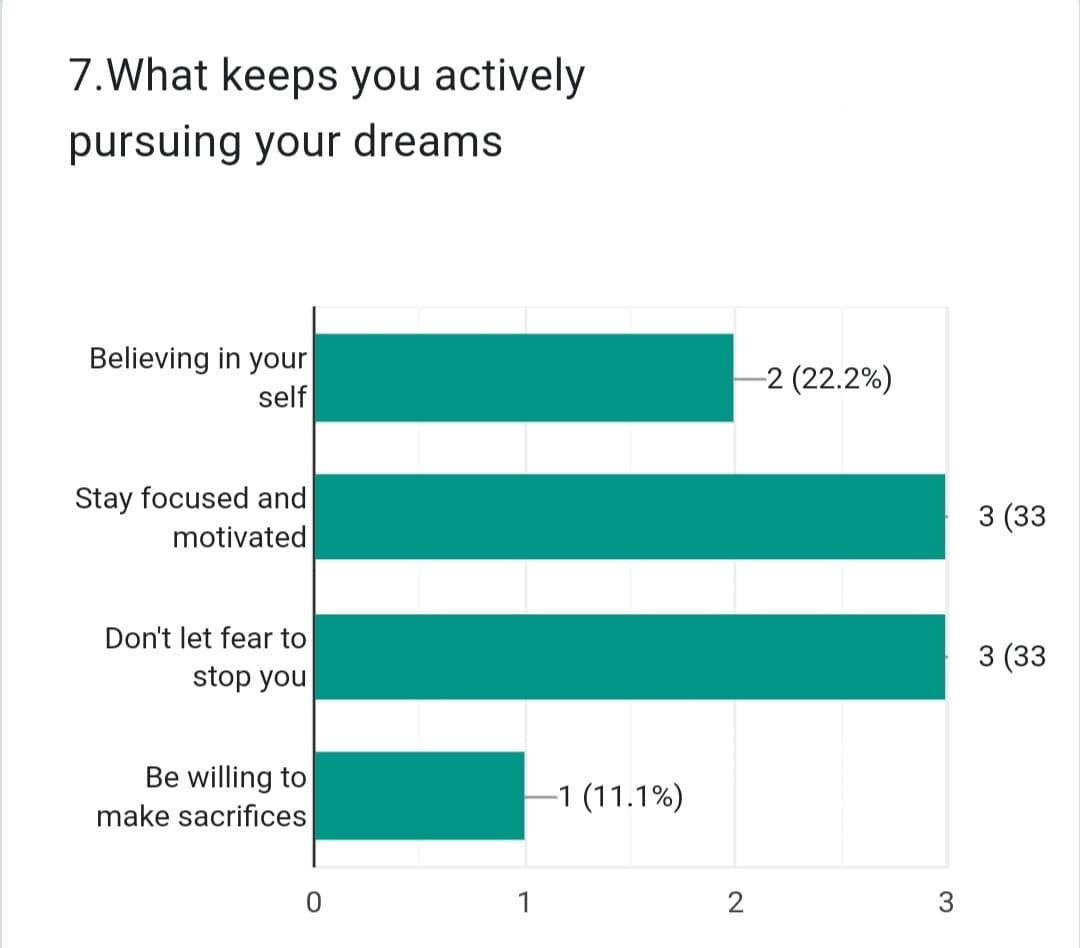 7.What keeps you actively
pursuing your dreams
Believing in your
self
2 (22.2%)
Stay focused and
motivated
3 (33
Don't let fear to
stop you
3 (33
Be willing to
make sacrifices
1 (11.1%)
0 1 2 3